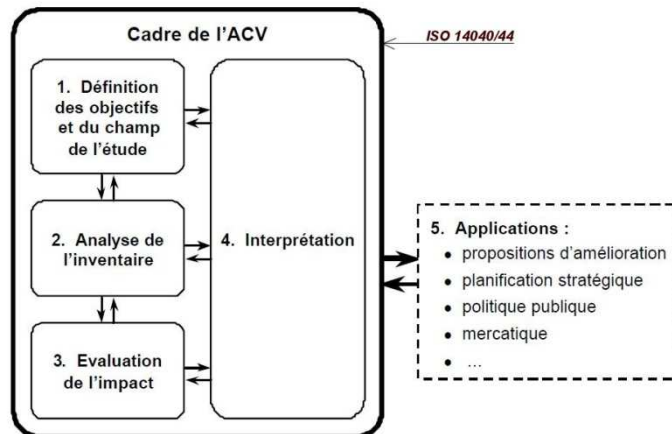 Cadre de l'ACV
ISO 14040/44
1. Définition
des objectifs
et du champ
de l'étude
2. Analyse de
l'inventaire
3. Evaluation
de l'impact
4. Interprétation
5. Applications :
• propositions d'amélioration
• planification stratégique
• politique publique
• mercatique
• ...